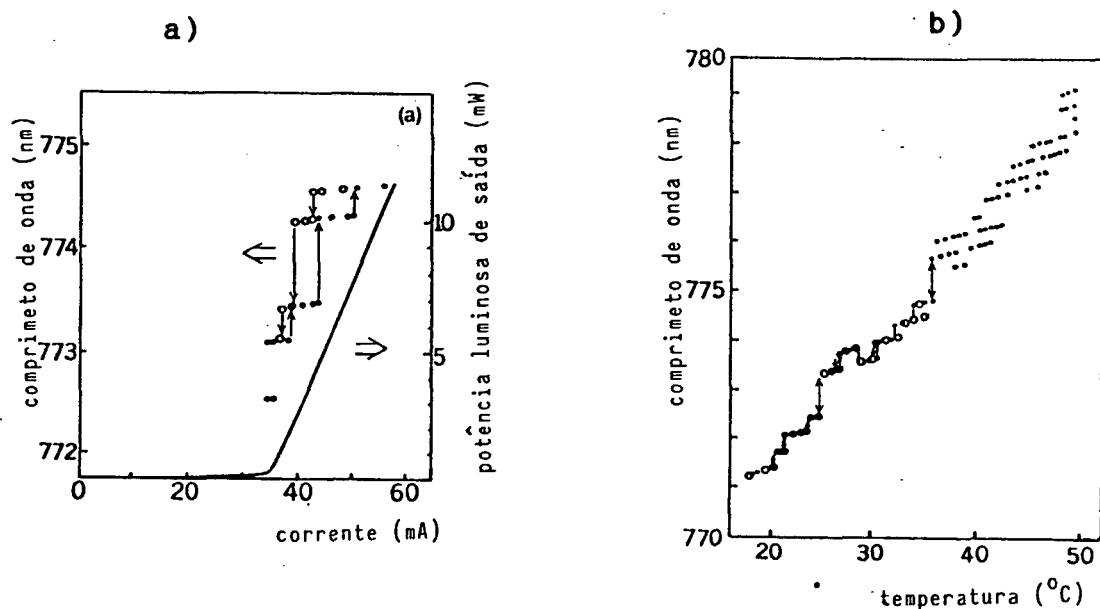 a)
(a)
comprimeto de onda (nm)
775
774
773
772
0
20
40
60
corrente (mA)
10
5
potência luminosa de saída (mW)
b)
comprimeto de onda (nm)
780
775
770
20
30
40
50
temperatura (°C)